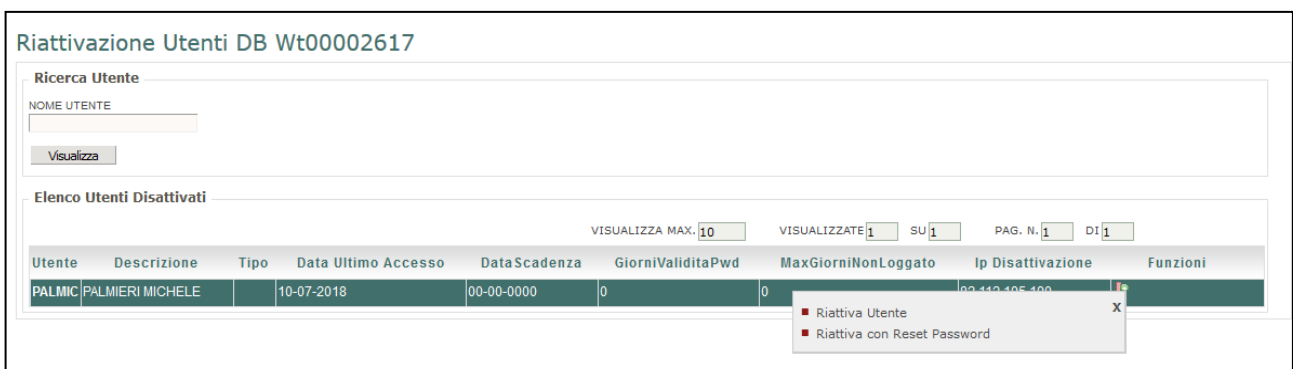 Riattivazione Utenti DB Wt00002617
Ricerca Utente
NOME UTENTE
Visualizza
Elenco Utenti Disattivati
VISUALIZZA MAX. 10 VISUALIZZATE 1 SU 1 PAG. N. 1 DI 1
Utente Descrizione Tipo Data Ultimo Accesso DataScadenza GiorniValiditaPwd MaxGiorniNonLoggato Ip Disattivazione Funzioni
PALMIC PALMIERI MICHELE 10-07-2018 00-00-0000 0 0
Riattiva Utente X
Riattiva con Reset Password